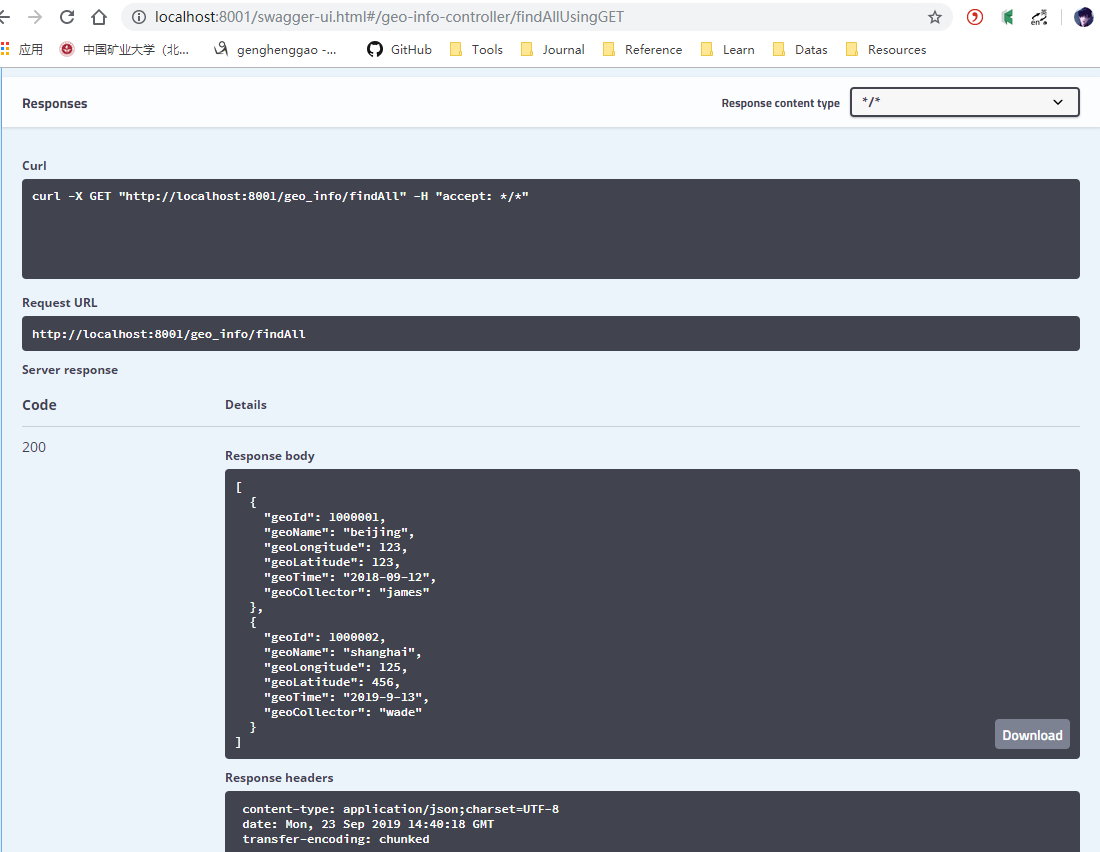 localhost:8001/swagger-ui.html#/geo-info-controller/findAllUsingGET
应用 中国矿业大学（北... genghenggao -... GitHub Tools Journal Reference Learn Datas Resources
Responses
Response content type */*
Curl
curl -X GET "http://localhost:8001/geo_info/findAll" -H "accept: */*"
Request URL
http://localhost:8001/geo_info/findAll
Server response
Code Details
200
Response body
[
  {
    "geoId": 1000001,
    "geoName": "beijing",
    "geoLongitude": 123,
    "geoLatitude": 123,
    "geoTime": "2018-09-12",
    "geoCollector": "james"
  },
  {
    "geoId": 1000002,
    "geoName": "shanghai",
    "geoLongitude": 125,
    "geoLatitude": 456,
    "geoTime": "2019-9-13",
    "geoCollector": "wade"
  }
]
Download
Response headers
content-type: application/json;charset=UTF-8
date: Mon, 23 Sep 2019 14:40:18 GMT
transfer-encoding: chunked